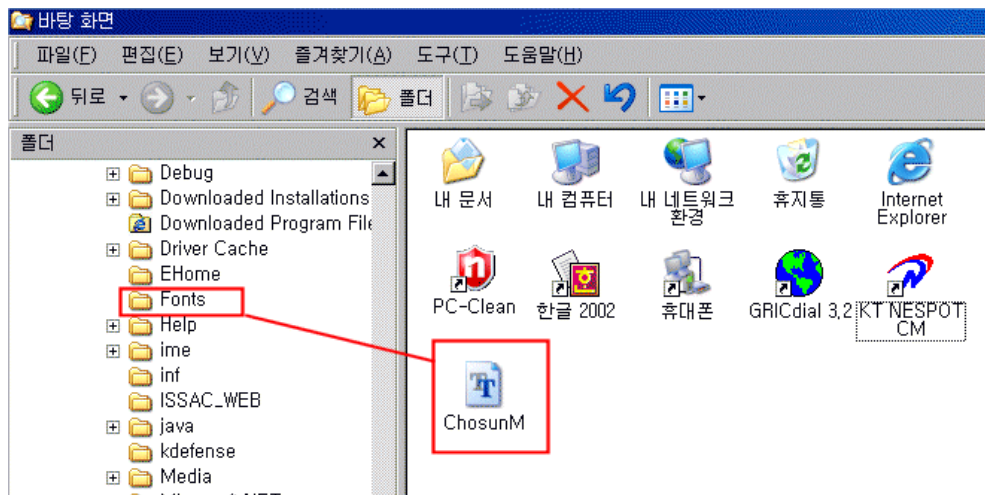 바탕 화면
파일(F) 편집(E) 보기(V) 즐겨찾기(A) 도구(T) 도움말(H)
뒤로 검색 폴더
폴더
Debug
Downloaded Installations
Downloaded Program File
Driver Cache
EHome
Fonts
Help
ime
inf
ISSAC_WEB
java
kdefense
Media
내 문서
내 컴퓨터
내 네트워크
환경
휴지통
Internet
Explorer
PC-Clean
한글 2002
휴대폰
GRICdial 3,2
KT NESPOT
CM
ChosunM